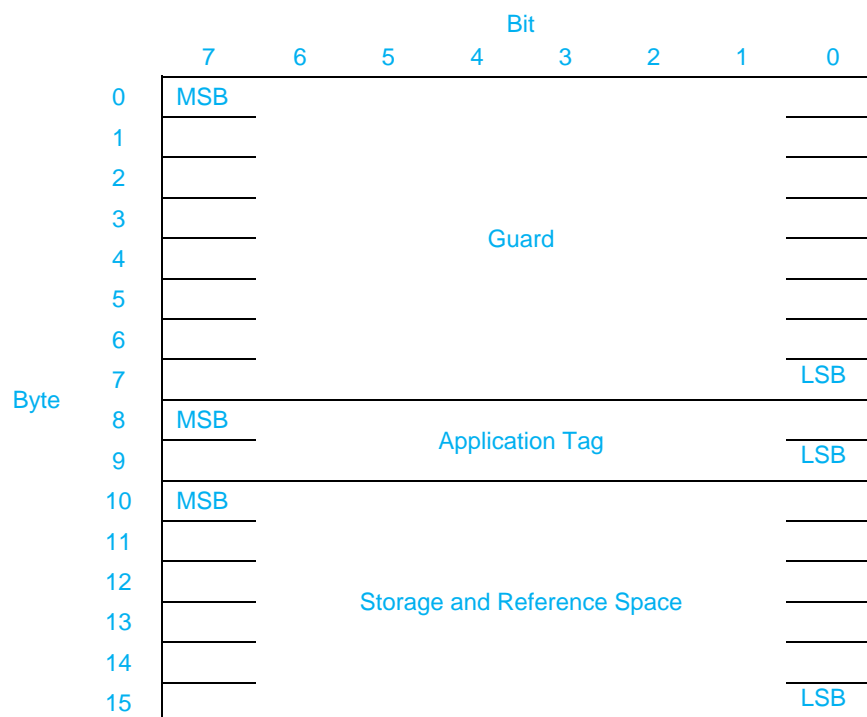 Bit
7 6 5 4 3 2 1 0
0 MSB
1
2
3
Guard
4
5
6
7 LSB
Byte
8 MSB
Application Tag
9 LSB
10 MSB
11
12
Storage and Reference Space
13
14
15 LSB